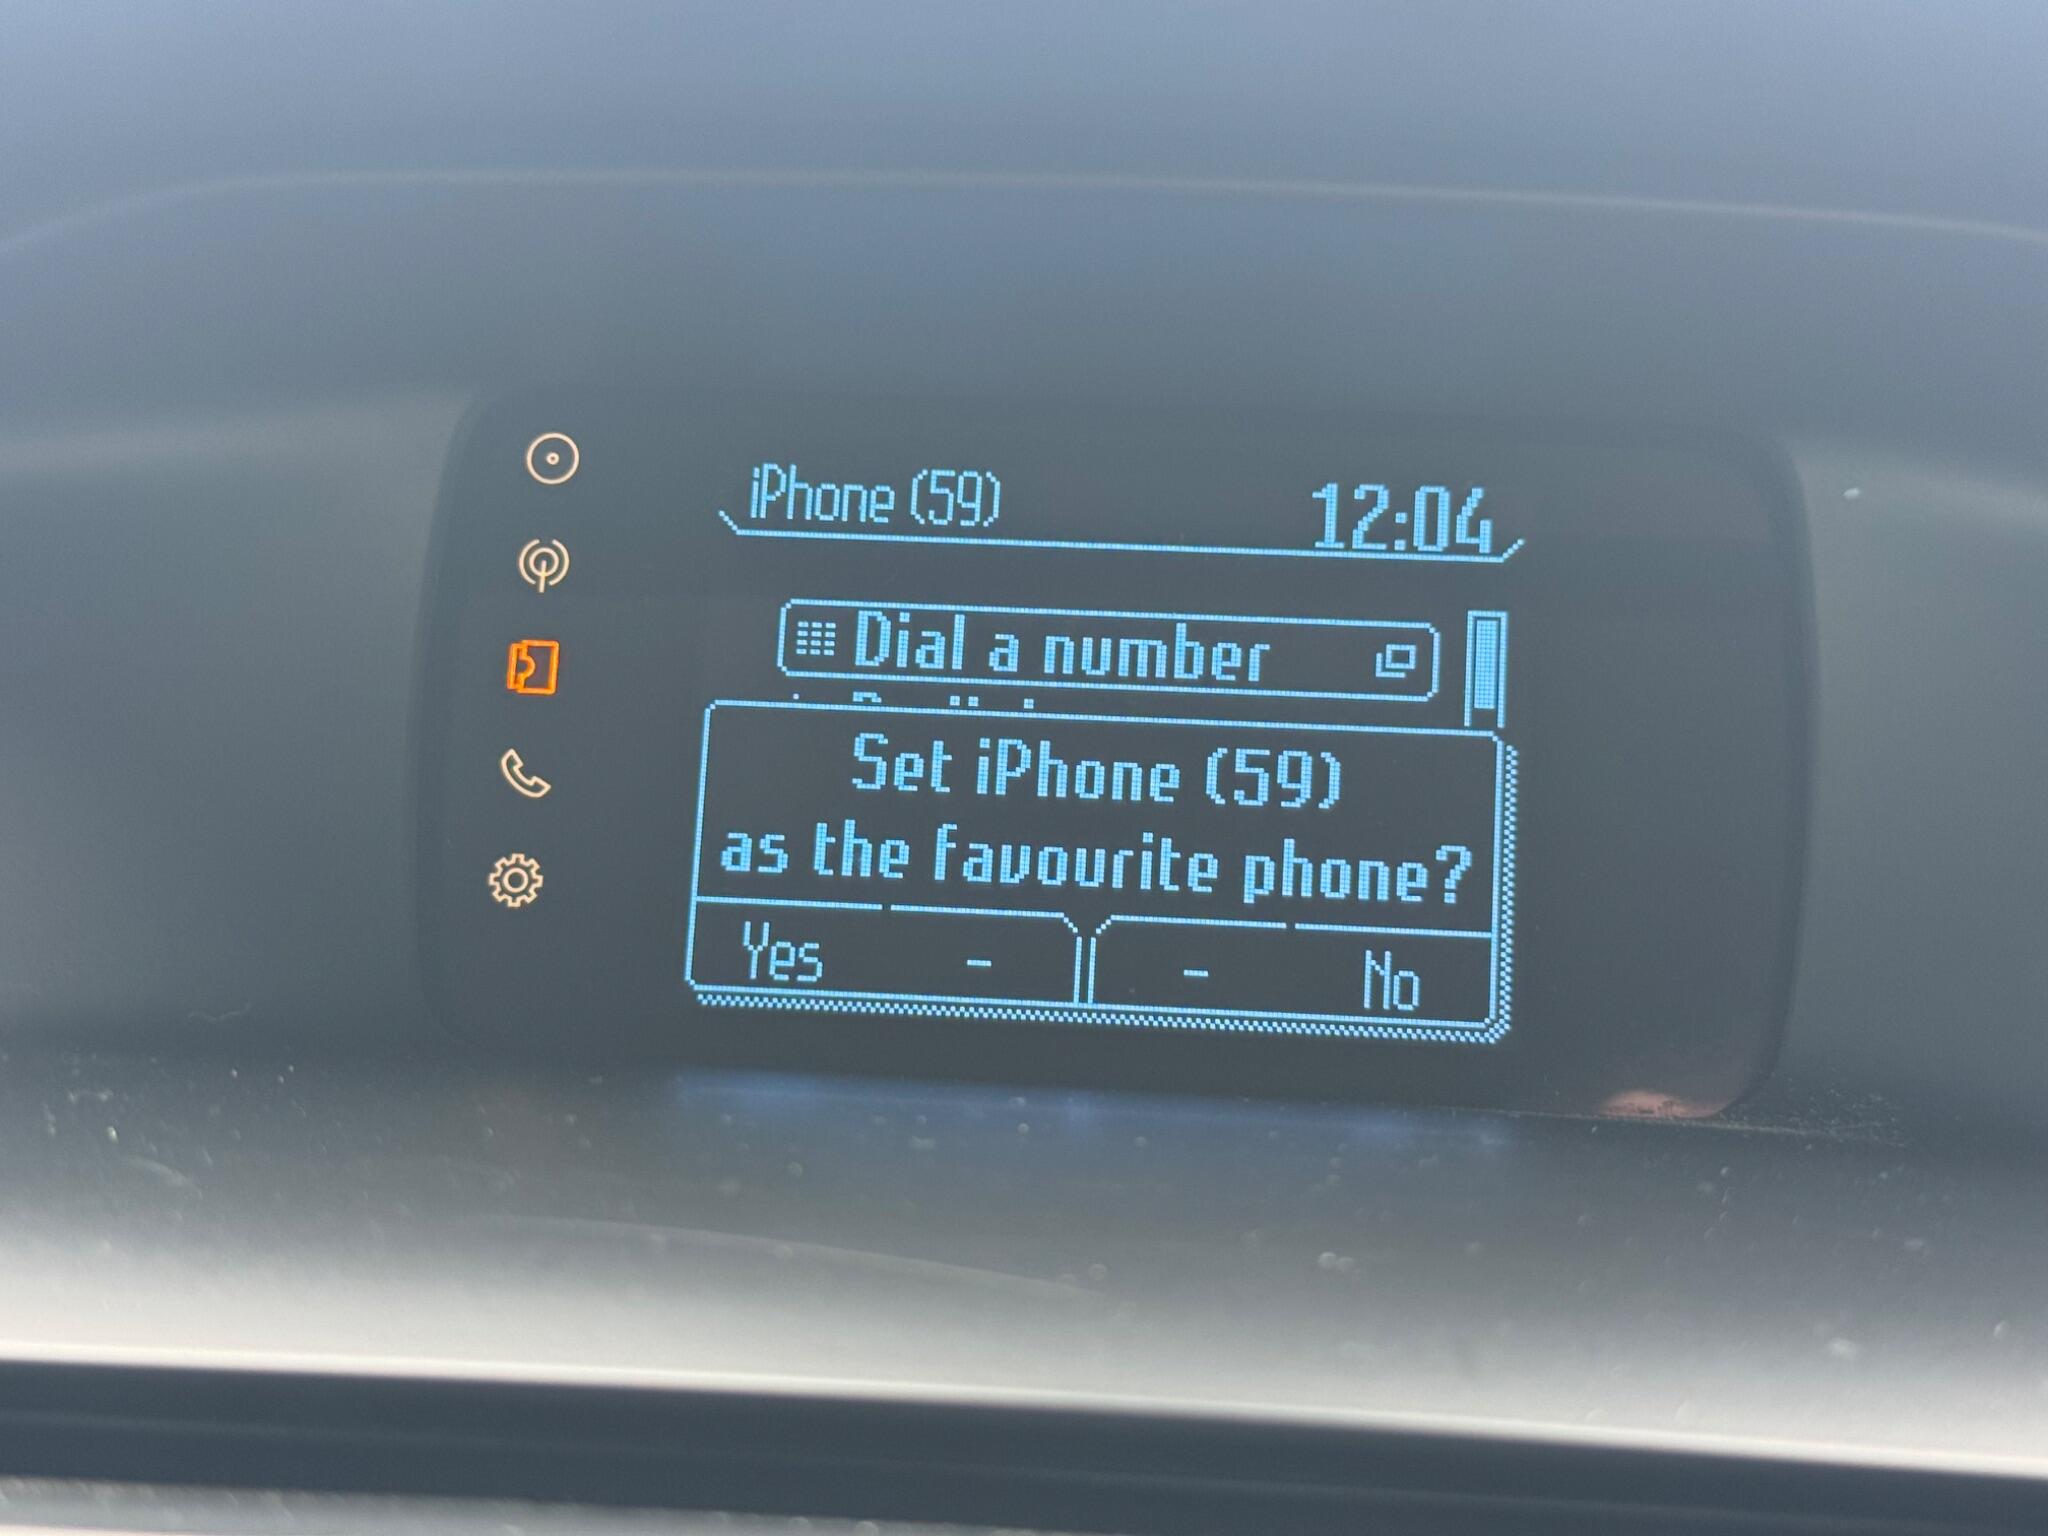 iPhone (59)
12:04
Dial a number
Set iPhone (59)
as the favourite phone?
Yes - - No